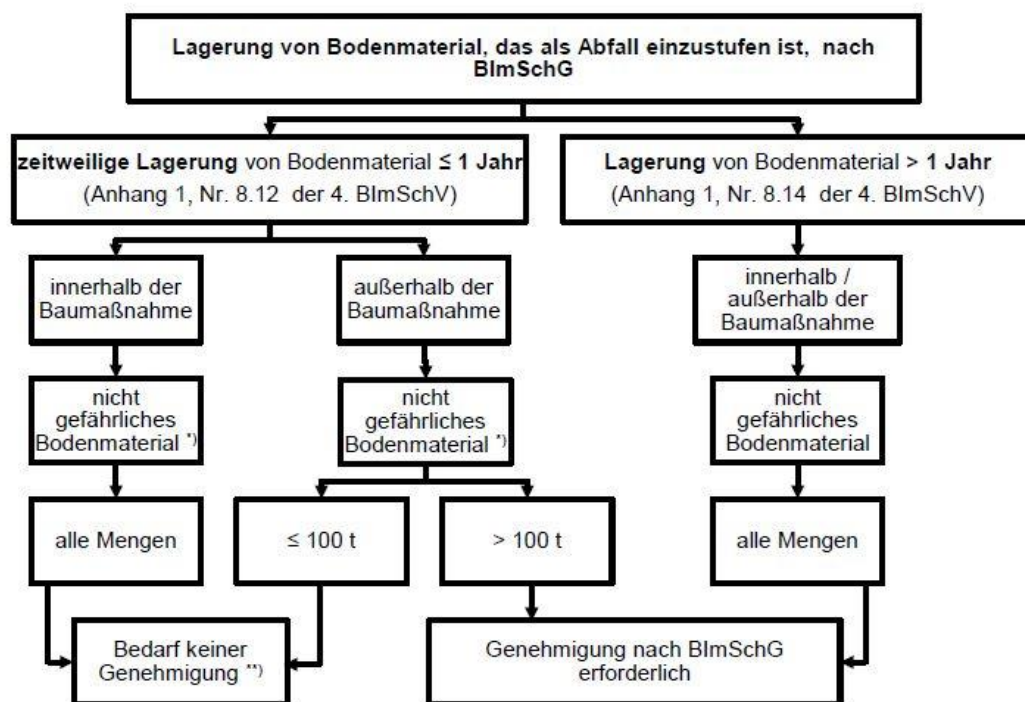 Lagerung von Bodenmaterial, das als Abfall einzustufen ist, nach
BImSchG
zeitweilige Lagerung von Bodenmaterial ≤ 1 Jahr
(Anhang 1, Nr. 8.12 der 4. BImSchV)
Lagerung von Bodenmaterial > 1 Jahr
(Anhang 1, Nr. 8.14 der 4. BImSchV)
innerhalb der
Baumaßnahme
außerhalb der
Baumaßnahme
innerhalb /
außerhalb der
Baumaßnahme
nicht
gefährliches
Bodenmaterial *)
nicht
gefährliches
Bodenmaterial *)
nicht
gefährliches
Bodenmaterial
alle Mengen
≤ 100 t
> 100 t
alle Mengen
Bedarf keiner
Genehmigung **)
Genehmigung nach BImSchG
erforderlich